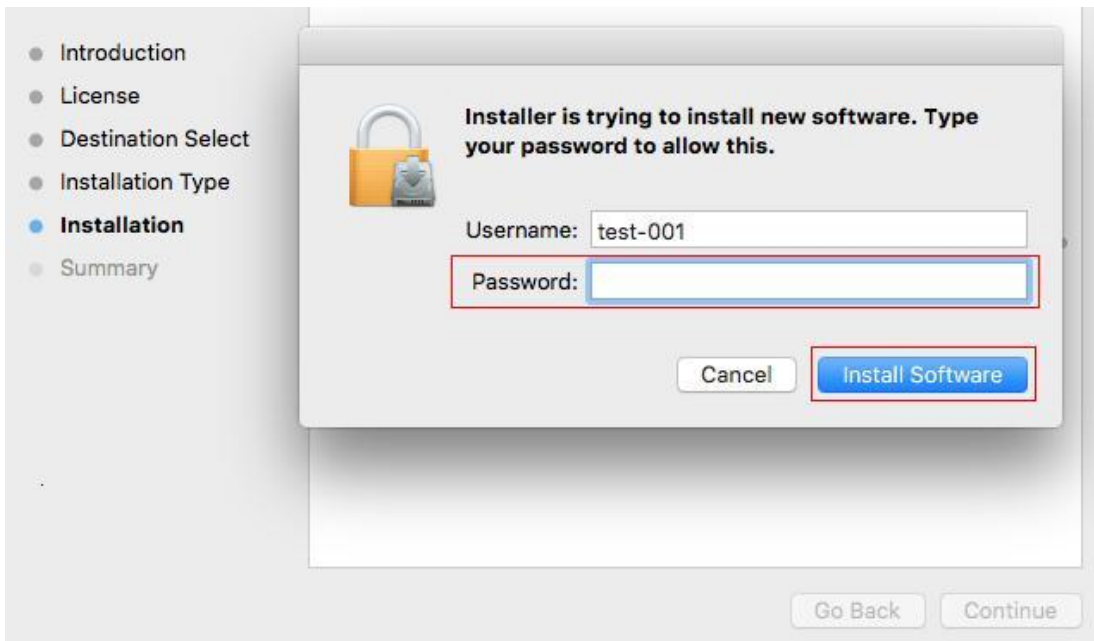 Introduction
License
Destination Select
Installation Type
Installation
Summary
Installer is trying to install new software. Type
your password to allow this.
Username: test-001
Password:
Cancel
Install Software
Go Back
Continue